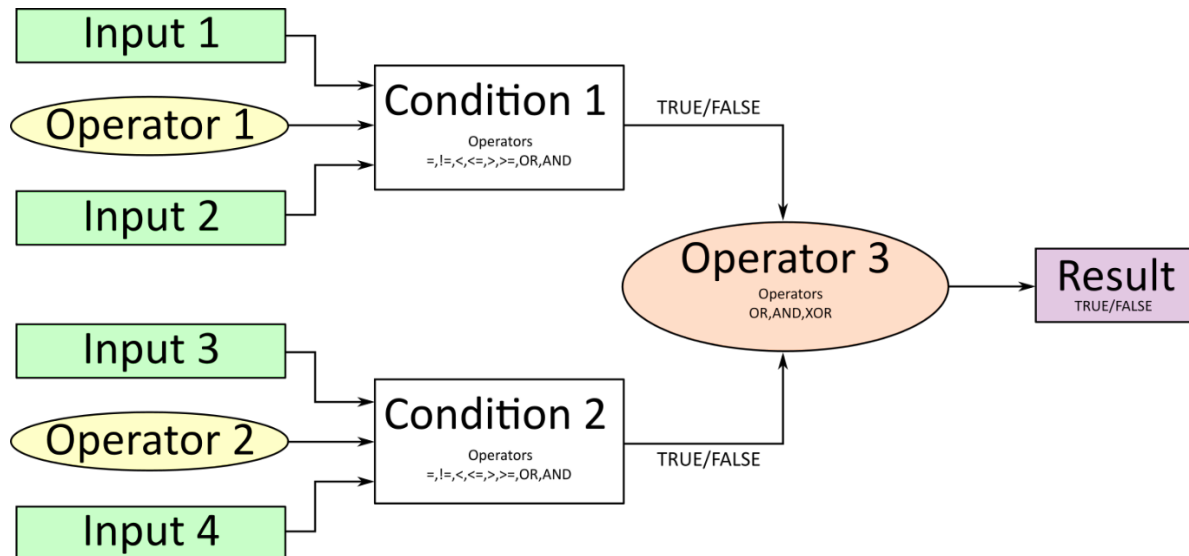 Input 1
Operator 1
Input 2
Condition 1
Operators
=,!=,<,<=,>,>=,OR,AND
TRUE/FALSE
Operator 3
Operators
OR,AND,XOR
Result
TRUE/FALSE
Input 3
Operator 2
Input 4
Condition 2
Operators
=,!=,<,<=,>,>=,OR,AND
TRUE/FALSE